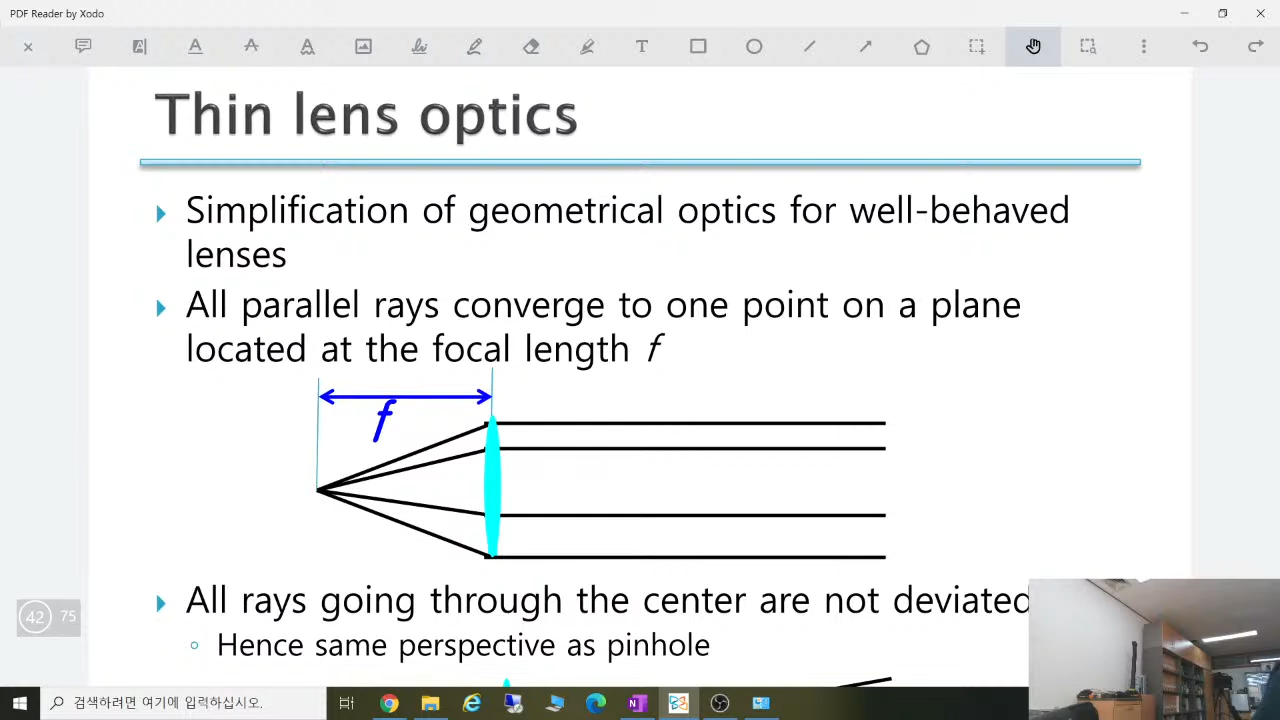 PDF Reader by Xodo
Thin lens optics
Simplification of geometrical optics for well-behaved
lenses
All parallel rays converge to one point on a plane
located at the focal length f
f
All rays going through the center are not deviated
Hence same perspective as pinhole
42 75
검색하려면 여기에 입력하십시오.